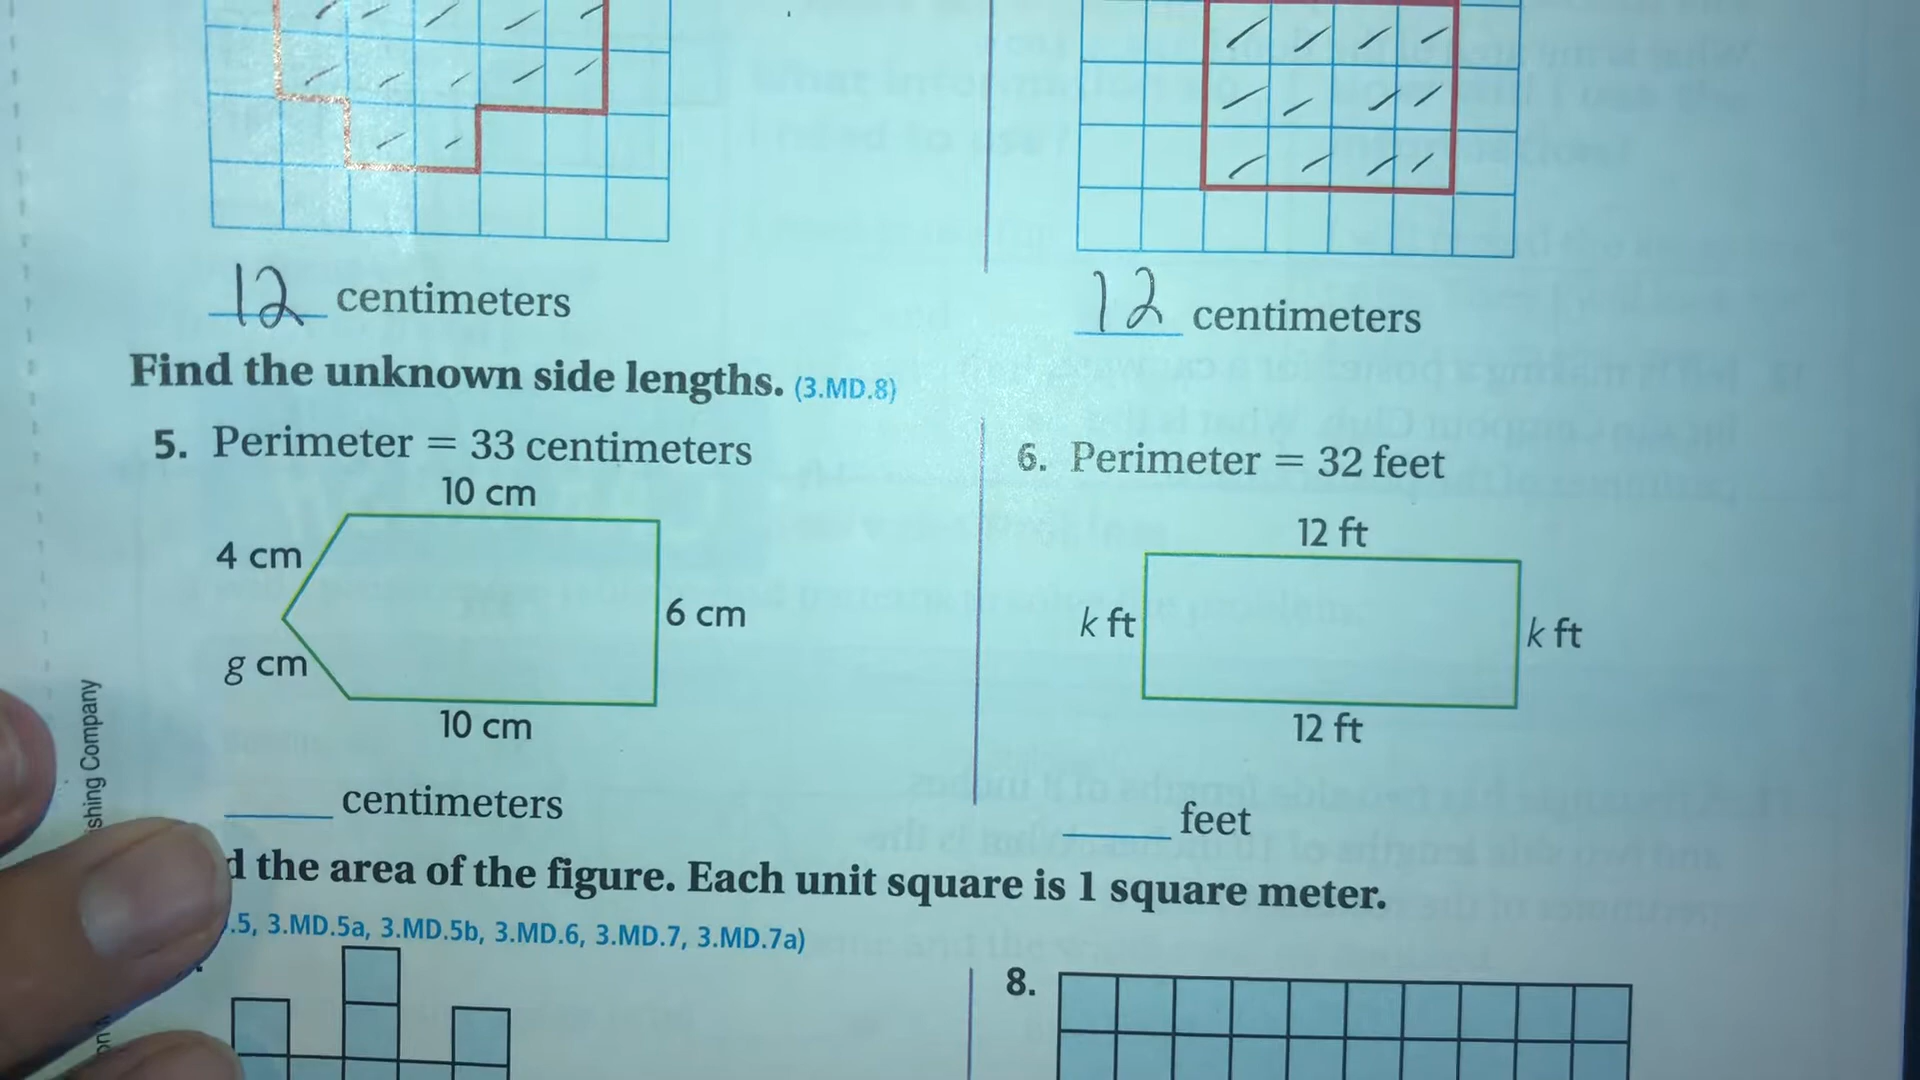 12 centimeters
12 centimeters
Find the unknown side lengths. (3.MD.8)
5. Perimeter = 33 centimeters
10 cm
4 cm
6 cm
g cm
10 cm
centimeters
6. Perimeter = 32 feet
12 ft
k ft
k ft
12 ft
feet
the area of the figure. Each unit square is 1 square meter.
.5, 3.MD.5a, 3.MD.5b, 3.MD.6, 3.MD.7, 3.MD.7a)
8.
shing Company